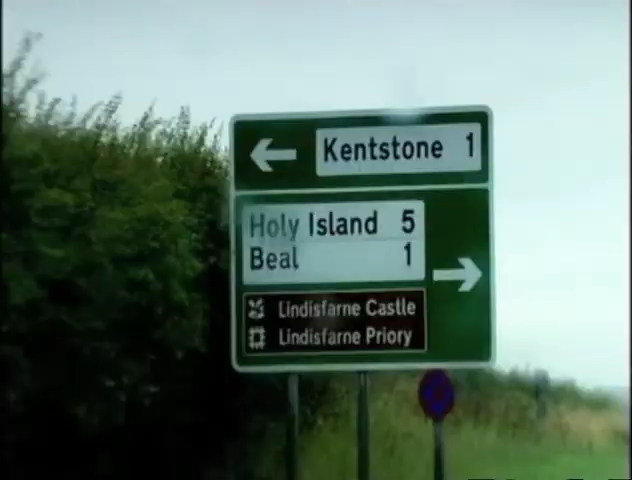 Kentstone 1
Holy Island 5
Beal 1
Lindisfarne Castle
Lindisfarne Priory